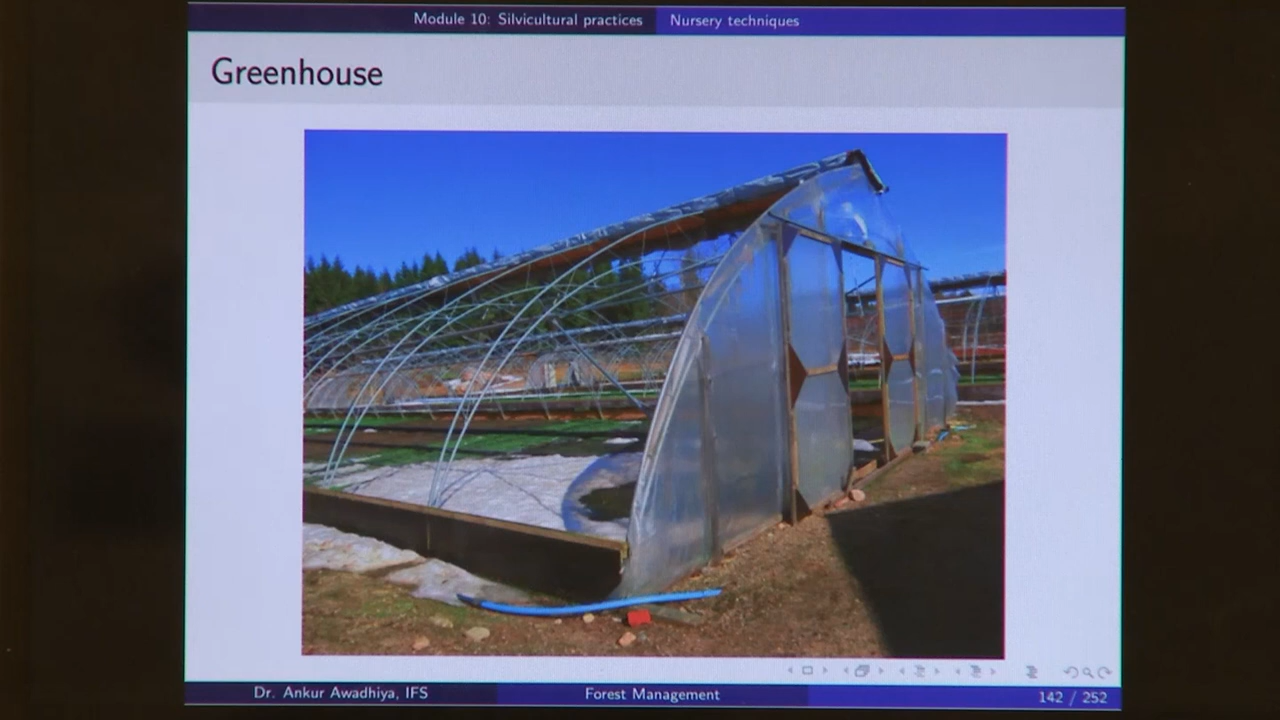 Module 10: Silvicultural practices Nursery techniques
Greenhouse
Dr. Ankur Awadhiya, IFS Forest Management 142 / 252